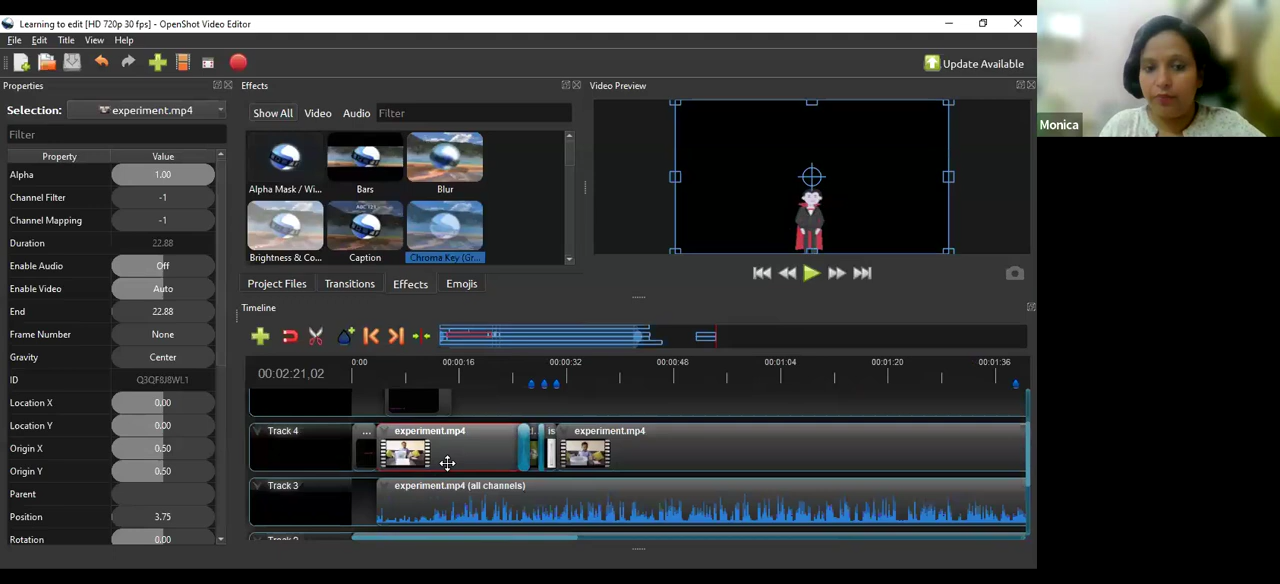 Learning to edit [HD 720p 30 fps] - OpenShot Video Editor
File Edit Title View Help
Update Available
Properties
Selection: experiment.mp4
Filter
Property Value
Alpha 1.00
Channel Filter -1
Channel Mapping -1
Duration 22.88
Enable Audio Off
Enable Video Auto
End 22.88
Frame Number None
Gravity Center
ID Q3QF8J8WL1
Location X 0.00
Location Y 0.00
Origin X 0.50
Origin Y 0.50
Parent
Position 3.75
Rotation 0.00
Effects
Show All Video Audio Filter
Alpha Mask / Wi... Bars Blur
Brightness & Co... Caption Chroma Key (Gr...
Project Files Transitions Effects Emojis
Video Preview
Monica
Timeline
00:02:21,02
0:00 00:00:16 00:00:32 00:00:48 00:01:04 00:01:20 00:01:36
Track 4 ... experiment.mp4 is experiment.mp4
Track 3 experiment.mp4 (all channels)